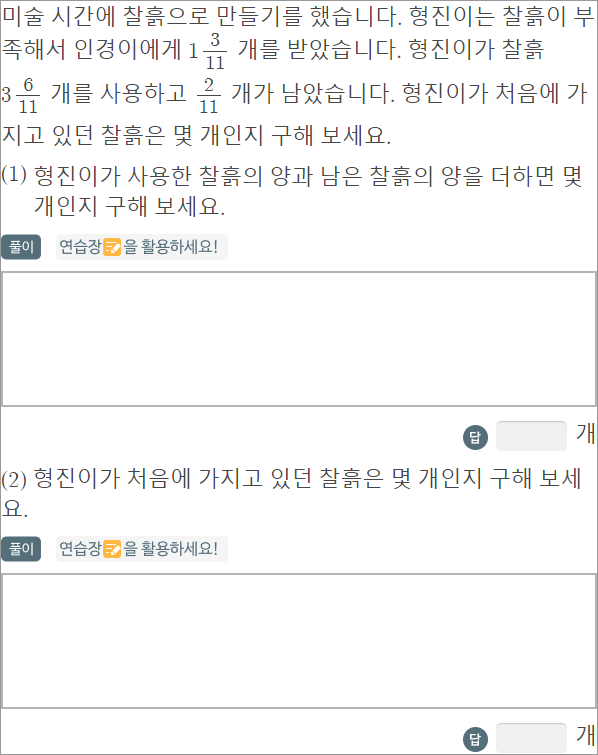 미술 시간에 찰흙으로 만들기를 했습니다. 형진이는 찰흙이 부
족해서 인경이에게 1 3/11 개를 받았습니다. 형진이가 찰흙
3 6/11 개를 사용하고 2/11 개가 남았습니다. 형진이가 처음에 가
지고 있던 찰흙은 몇 개인지 구해 보세요.
(1) 형진이가 사용한 찰흙의 양과 남은 찰흙의 양을 더하면 몇
개인지 구해 보세요.
풀이 연습장을 활용하세요!
답 개
(2) 형진이가 처음에 가지고 있던 찰흙은 몇 개인지 구해 보세
요.
풀이 연습장을 활용하세요!
답 개